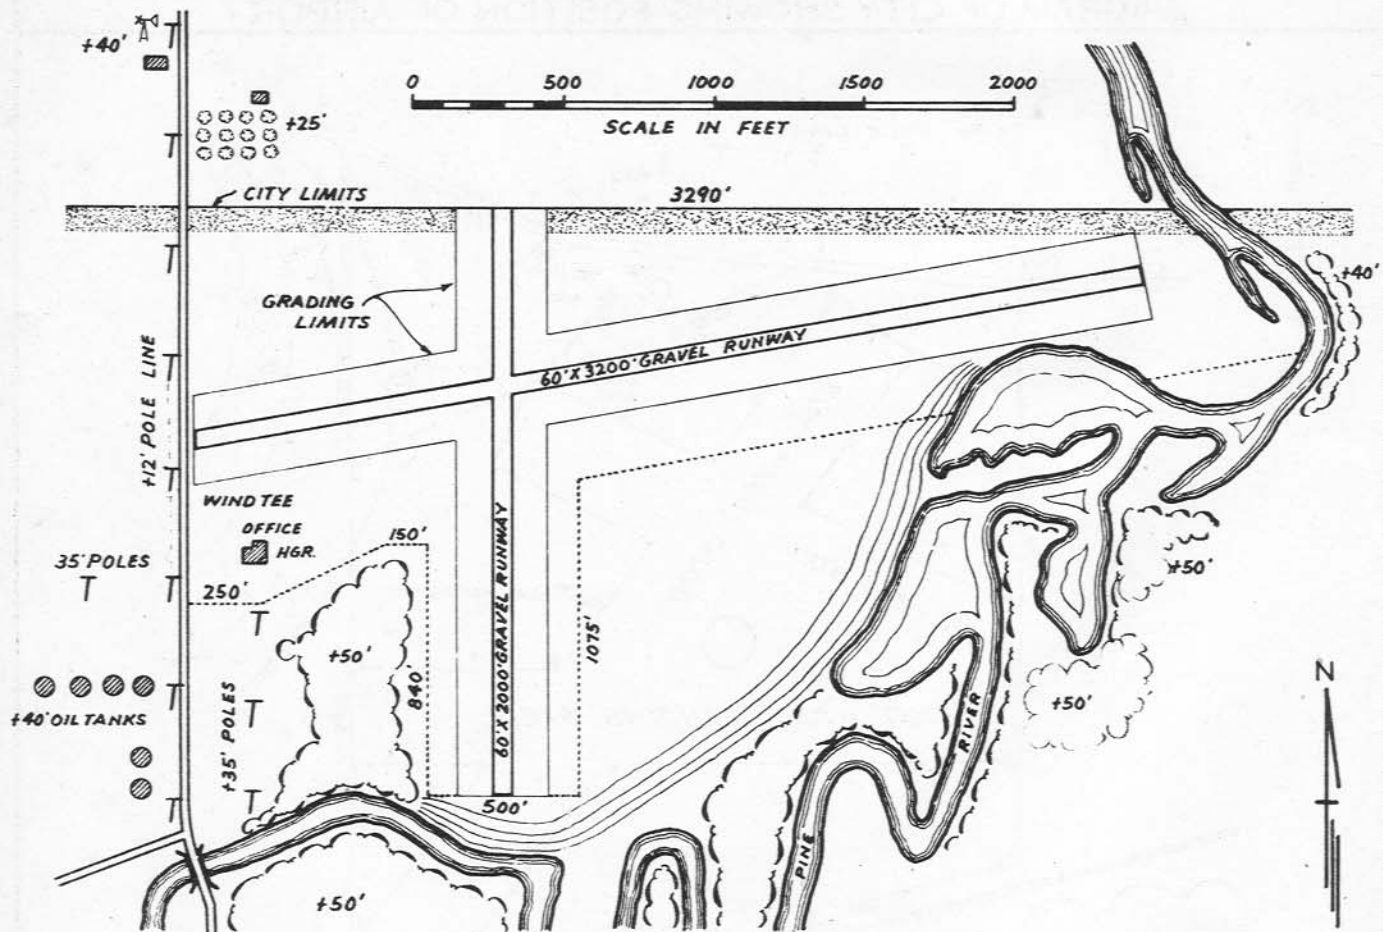 +40'
0 500 1000 1500 2000
SCALE IN FEET
+25'
CITY LIMITS
3290'
+40'
GRADING
LIMITS
60' X 3200' GRAVEL RUNWAY
+12' POLE LINE
WIND TEE
OFFICE
HGR.
150'
35' POLES
250'
60' X 2000' GRAVEL RUNWAY
1075'
+50'
+50'
840'
+35' POLES
+40' OIL TANKS
+50'
N
RIVER
500'
PINE
+50'